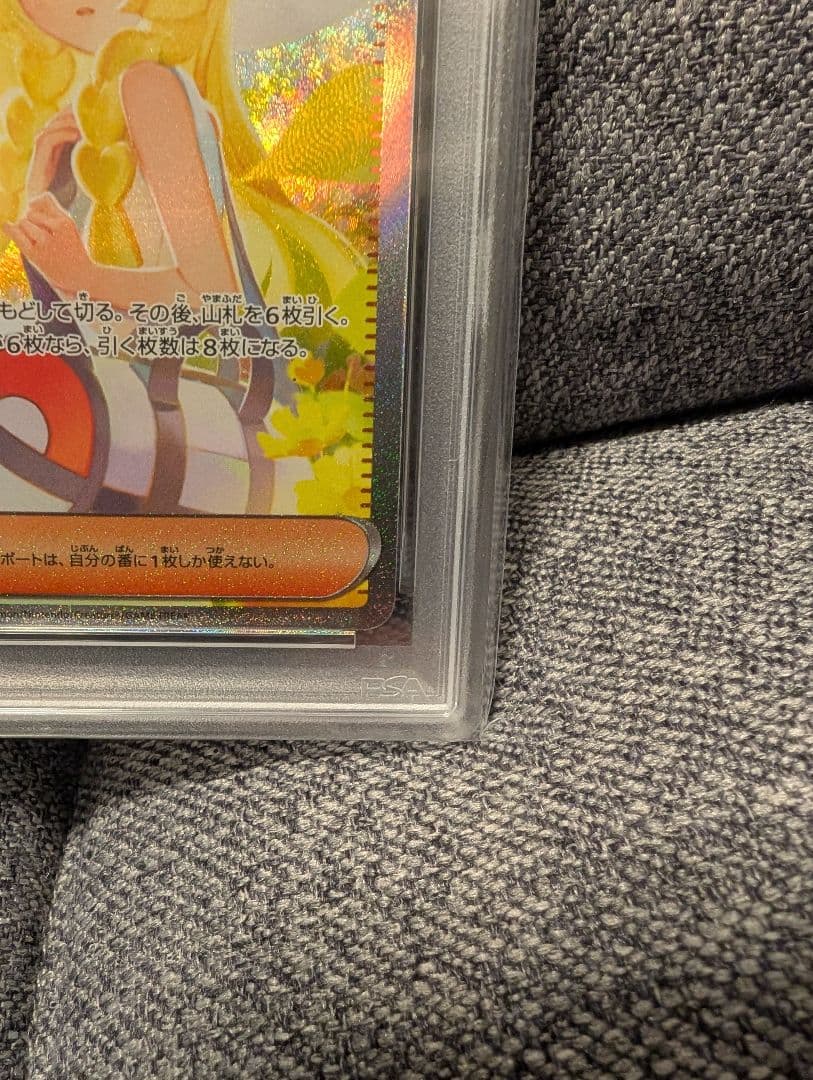 もどして切る。その後、山札を6枚引く。
6枚なら、引く枚数は8枚になる。
ポートは、自分の番に1枚しか使えない。
PSA